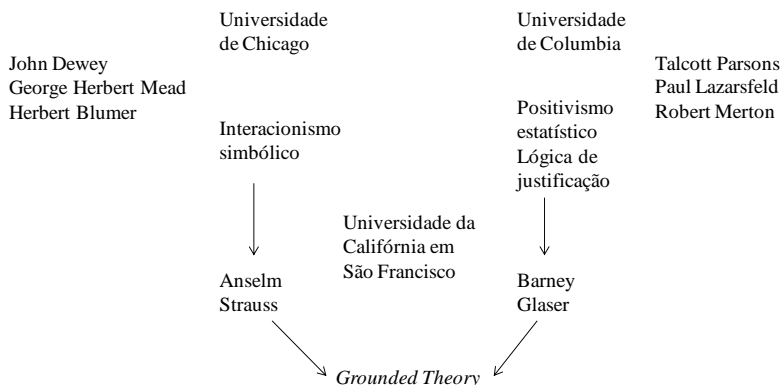 Universidade
de Chicago
Universidade
de Columbia
John Dewey
George Herbert Mead
Herbert Blumer
Talcott Parsons
Paul Lazarsfeld
Robert Merton
Interacionismo
simbólico
Positivismo
estatístico
Lógica de
justificação
Universidade da
Califórnia em
São Francisco
Anselm
Strauss
Barney
Glaser
Grounded Theory